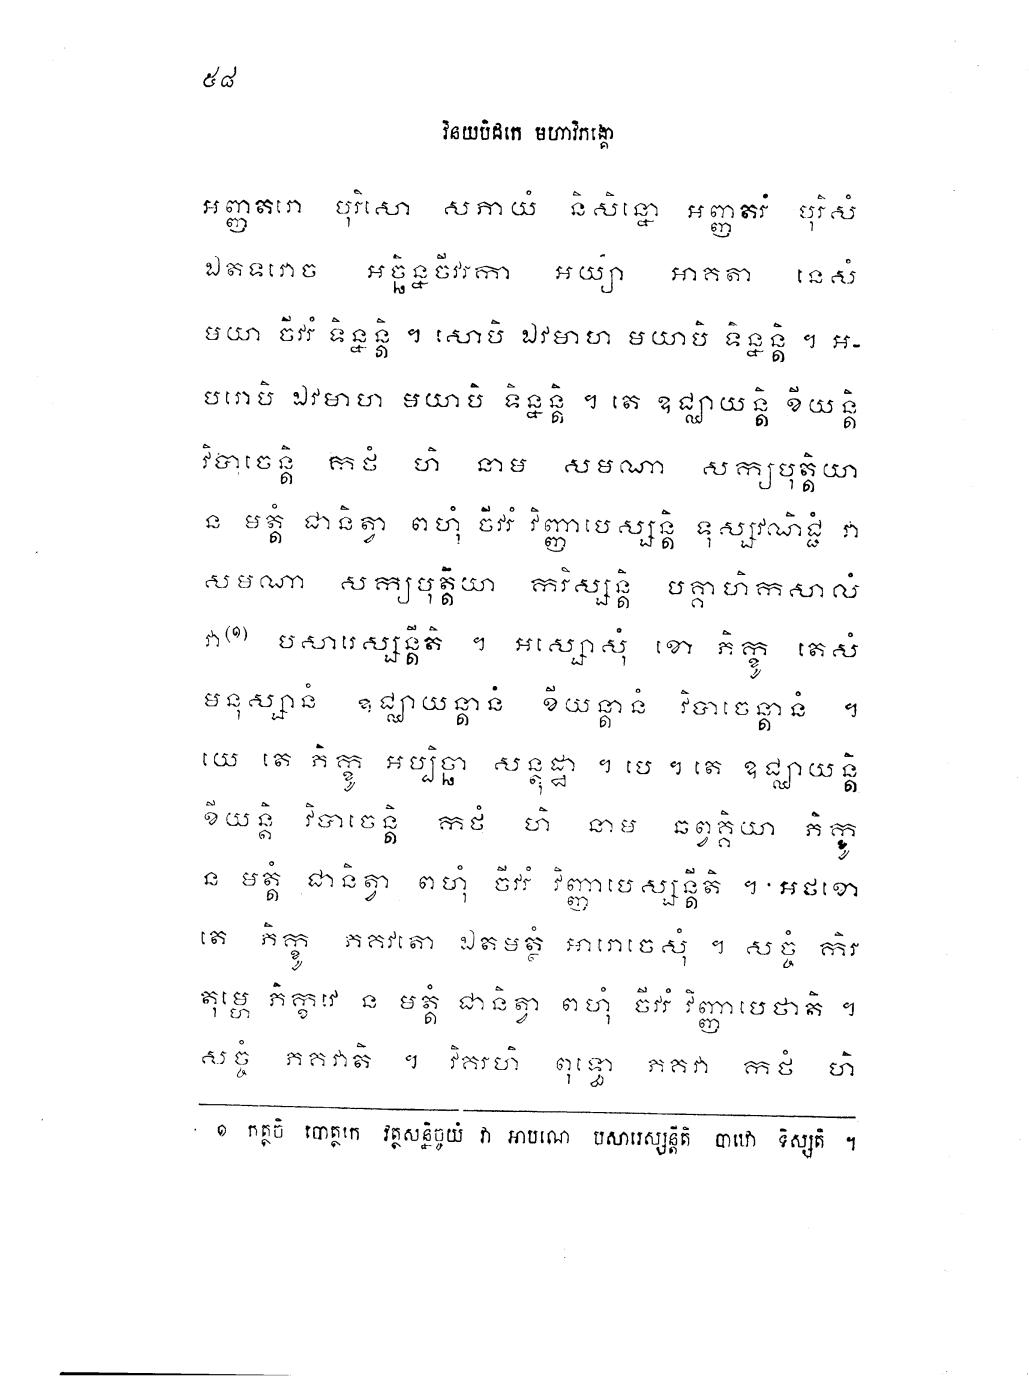 ៥៨
វិនយបិដកេ មហាវិភង្គោ
អញ្ញតរោ បុរិសោ សភាយំ និសិន្នោ អញ្ញតរំ បុរិសំ
ឯតទវោច អច្ឆិន្នចីវរកា អយ្យា អាគតា តេសំ
មយា ចីវរំ ទិន្នន្តិ ។ សោបិ ឯវមាហ មយាបិ ទិន្នន្តិ ។ អ-
បរោបិ ឯវមាហ មយាបិ ទិន្នន្តិ ។ តេ ឧជ្ឈាយន្តិ ខីយន្តិ
វិបាចេន្តិ កថំ ហិ នាម សមណា សក្យបុត្តិយា
ន មត្តំ ជានិត្វា ពហុំ ចីវរំ វិញ្ញាបេស្សន្តិ ទុស្សវណិជ្ជំ វា
សមណា សក្យបុត្តិយា ករិស្សន្តិ បគ្គាហិកសាលំ
វា(១) បសារេស្សន្តីតិ ។ អស្សោសុំ ខោ ភិក្ខូ តេសំ
មនុស្សានំ ឧជ្ឈាយន្តានំ ខីយន្តានំ វិបាចេន្តានំ ។
យេ តេ ភិក្ខូ អប្បិច្ឆា សន្តុដ្ឋា ។ បេ ។ តេ ឧជ្ឈាយន្តិ
ខីយន្តិ វិបាចេន្តិ កថំ ហិ នាម ឆព្វគ្គិយា ភិក្ខូ
ន មត្តំ ជានិត្វា ពហុំ ចីវរំ វិញ្ញាបេស្សន្តីតិ ។ អថខោ
តេ ភិក្ខូ ភគវតោ ឯតមត្ថំ អារោចេសុំ ។ សច្ចំ កិរ
តុម្ហេ ភិក្ខវេ ន មត្តំ ជានិត្វា ពហុំ ចីវរំ វិញ្ញាបេថាតិ ។
សច្ចំ ភគវាតិ ។ វិគរហិ ពុទ្ធោ ភគវា កថំ ហិ
១ កត្ថចិ បោត្ថកេ វត្ថសន្និច្ចយំ វា អាបណេ បសារេស្សន្តីតិ បាឋោ ទិស្សតិ ។